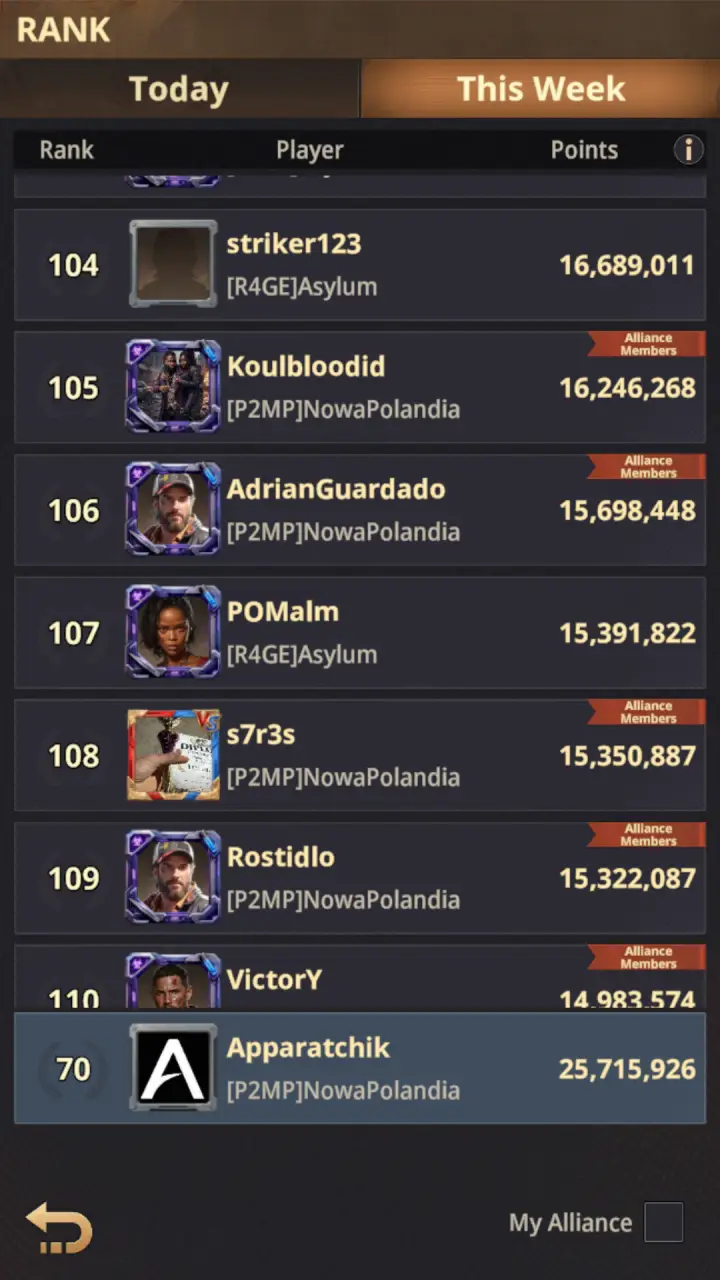 RANK
Today
This Week
Rank
Player
Points
104
striker123
[R4GE]Asylum
16,689,011
105
Koulbloodid
[P2MP]NowaPolandia
Alliance
Members
16,246,268
106
AdrianGuardado
[P2MP]NowaPolandia
Alliance
Members
15,698,448
107
POMalm
[R4GE]Asylum
15,391,822
108
VS
s7r3s
[P2MP]NowaPolandia
Alliance
Members
15,350,887
109
Rostidlo
[P2MP]NowaPolandia
Alliance
Members
15,322,087
110
VictorY
Alliance
Members
14,983,574
70
Apparatchik
[P2MP]NowaPolandia
25,715,926
My Alliance